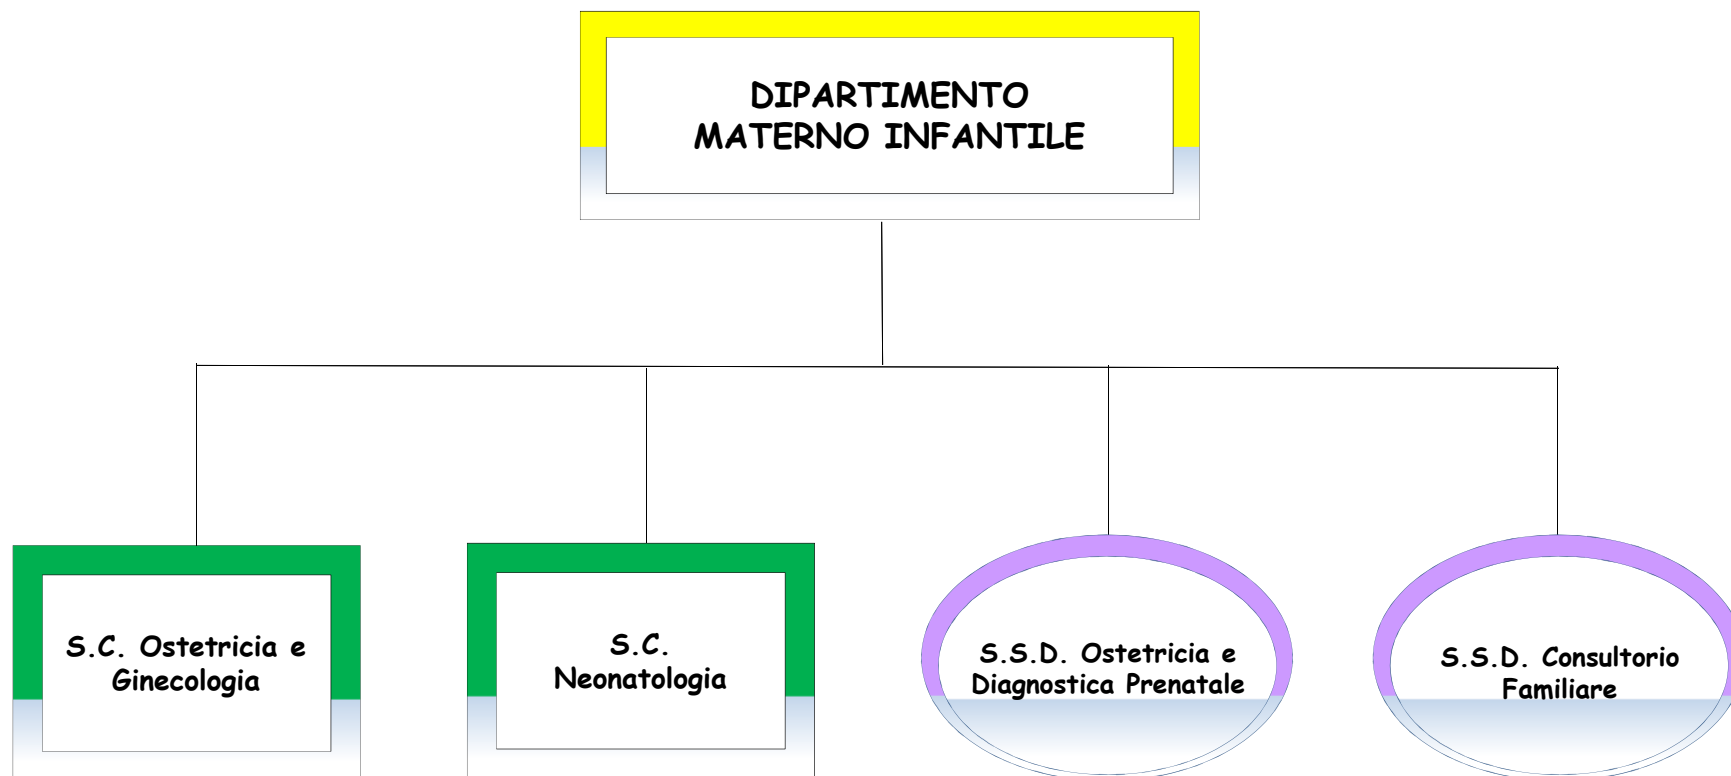 DIPARTIMENTO
MATERNO INFANTILE
S.C. Ostetricia e
Ginecologia
S.C.
Neonatologia
S.S.D. Ostetricia e
Diagnostica Prenatale
S.S.D. Consultorio
Familiare